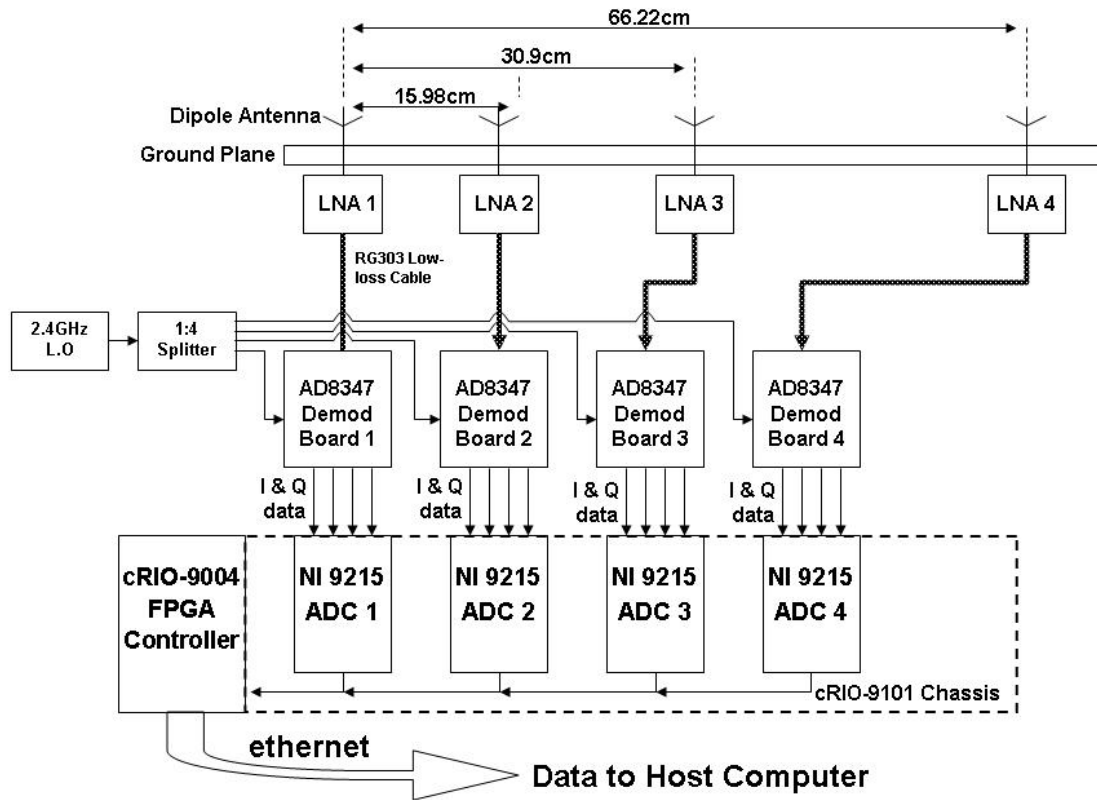 66.22cm
30.9cm
15.98cm
Dipole Antenna
Ground Plane
LNA 1
LNA 2
LNA 3
LNA 4
RG303 Low-
loss Cable
2.4GHz
L.O
1:4
Splitter
AD8347
Demod
Board 1
AD8347
Demod
Board 2
AD8347
Demod
Board 3
AD8347
Demod
Board 4
I & Q
data
I & Q
data
I & Q
data
I & Q
data
cRIO-9004
FPGA
Controller
NI 9215
ADC 1
NI 9215
ADC 2
NI 9215
ADC 3
NI 9215
ADC 4
cRIO-9101 Chassis
ethernet
Data to Host Computer